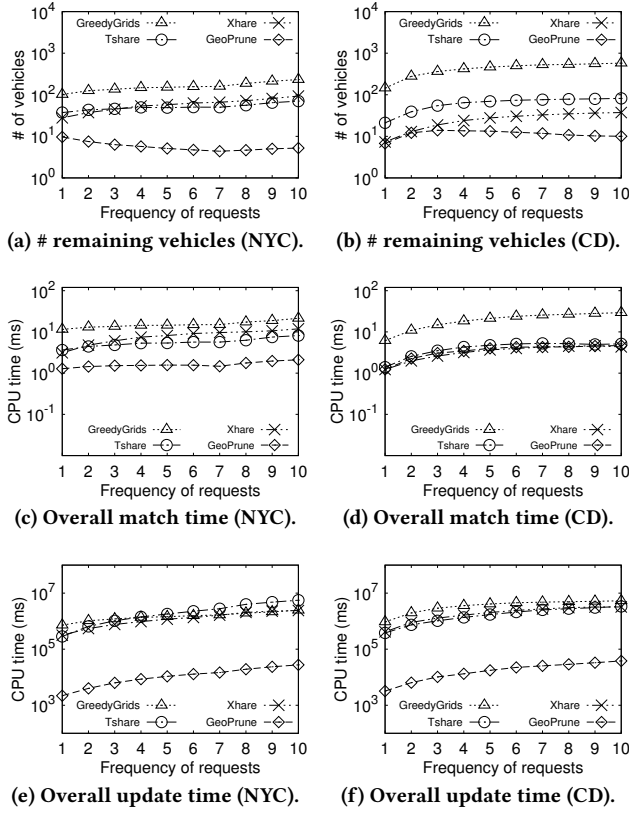 GreedyGrids Xhare
Tshare GeoPrune
10^4
10^3
10^2
10^1
10^0
# of vehicles
1 2 3 4 5 6 7 8 9 10
Frequency of requests
(a) # remaining vehicles (NYC).
GreedyGrids Xhare
Tshare GeoPrune
10^4
10^3
10^2
10^1
10^0
# of vehicles
1 2 3 4 5 6 7 8 9 10
Frequency of requests
(b) # remaining vehicles (CD).
10^2
10^1
10^0
10^-1
CPU time (ms)
GreedyGrids Xhare
Tshare GeoPrune
1 2 3 4 5 6 7 8 9 10
Frequency of requests
(c) Overall match time (NYC).
10^2
10^1
10^0
10^-1
CPU time (ms)
GreedyGrids Xhare
Tshare GeoPrune
1 2 3 4 5 6 7 8 9 10
Frequency of requests
(d) Overall match time (CD).
10^7
10^5
10^3
CPU time (ms)
GreedyGrids Xhare
Tshare GeoPrune
1 2 3 4 5 6 7 8 9 10
Frequency of requests
(e) Overall update time (NYC).
10^7
10^5
10^3
CPU time (ms)
GreedyGrids Xhare
Tshare GeoPrune
1 2 3 4 5 6 7 8 9 10
Frequency of requests
(f) Overall update time (CD).